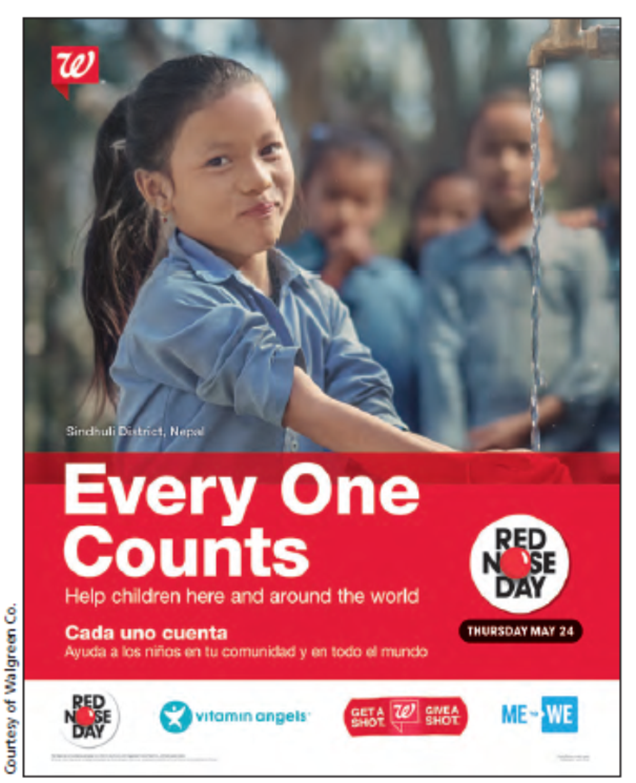 W
Sindhuli District, Nepal
Every One
Counts
Help children here and around the world
Cada uno cuenta
Ayuda a los niños en tu comunidad y en todo el mundo
RED
NOSE
DAY
THURSDAY MAY 24
RED
NOSE
DAY
vitamin angels
GET A
SHOT.
W
GIVE A
SHOT.
ME TO WE
Courtesy of Walgreen Co.